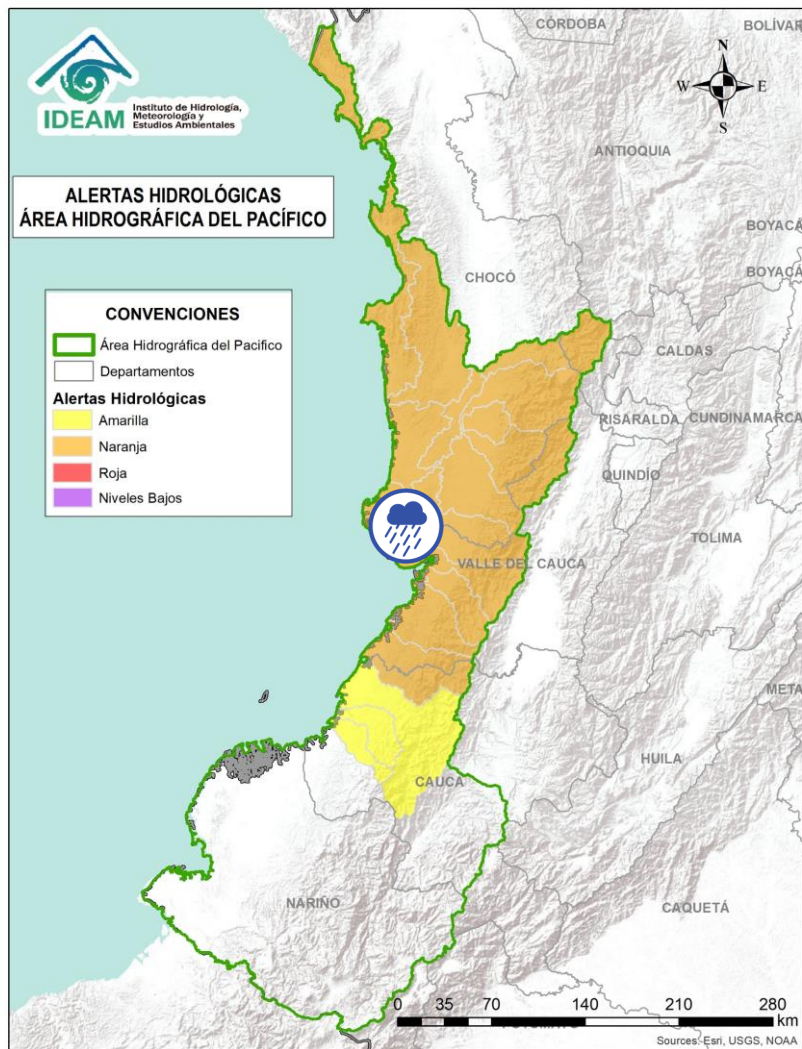 CÓRDOBA
BOLÍVAR
IDEAM
Instituto de Hidrología,
Meteorología y
Estudios Ambientales
N
W
E
S
ANTIOQUIA
ALERTAS HIDROLÓGICAS
ÁREA HIDROGRÁFICA DEL PACÍFICO
BOYACÁ
BOYACÁ
CHOCÓ
CONVENCIONES
Área Hidrográfica del Pacifico
Departamentos
Alertas Hidrológicas
Amarilla
Naranja
Roja
Niveles Bajos
CALDAS
RISARALDA
CUNDINAMARCA
QUINDÍO
TOLIMA
VALLE DEL CAUCA
META
HUILA
CAUCA
NARIÑO
CAQUETÁ
0 35 70 140 210 280
km
Sources: Esri, USGS, NOAA